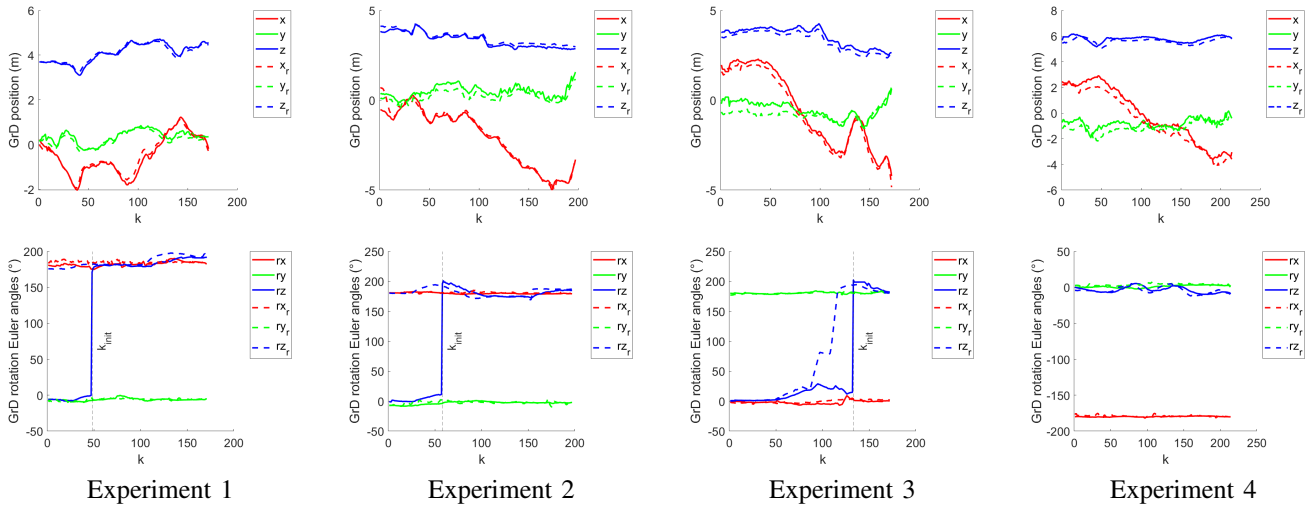 GrD position (m)
6
4
2
0
-2
0
50
100
150
200
k
x
y
z
x_r
y_r
z_r
GrD position (m)
5
0
-5
0
50
100
150
200
k
x
y
z
x_r
y_r
z_r
GrD position (m)
5
0
-5
0
50
100
150
200
k
x
y
z
x_r
y_r
z_r
GrD position (m)
8
6
4
2
0
-2
-4
-6
0
50
100
150
200
250
k
x
y
z
x_r
y_r
z_r
GrD rotation Euler angles (°)
200
150
100
50
0
-50
0
50
100
150
200
k
k_init
rx
ry
rz
rx_r
ry_r
rz_r
GrD rotation Euler angles (°)
250
200
150
100
50
0
-50
0
50
100
150
200
k
k_init
rx
ry
rz
rx_r
ry_r
rz_r
GrD rotation Euler angles (°)
250
200
150
100
50
0
-50
0
50
100
150
200
k
k_init
rx
ry
rz
rx_r
ry_r
rz_r
GrD rotation Euler angles (°)
50
0
-50
-100
-150
-200
0
50
100
150
200
250
k
rx
ry
rz
rx_r
ry_r
rz_r
Experiment 1
Experiment 2
Experiment 3
Experiment 4